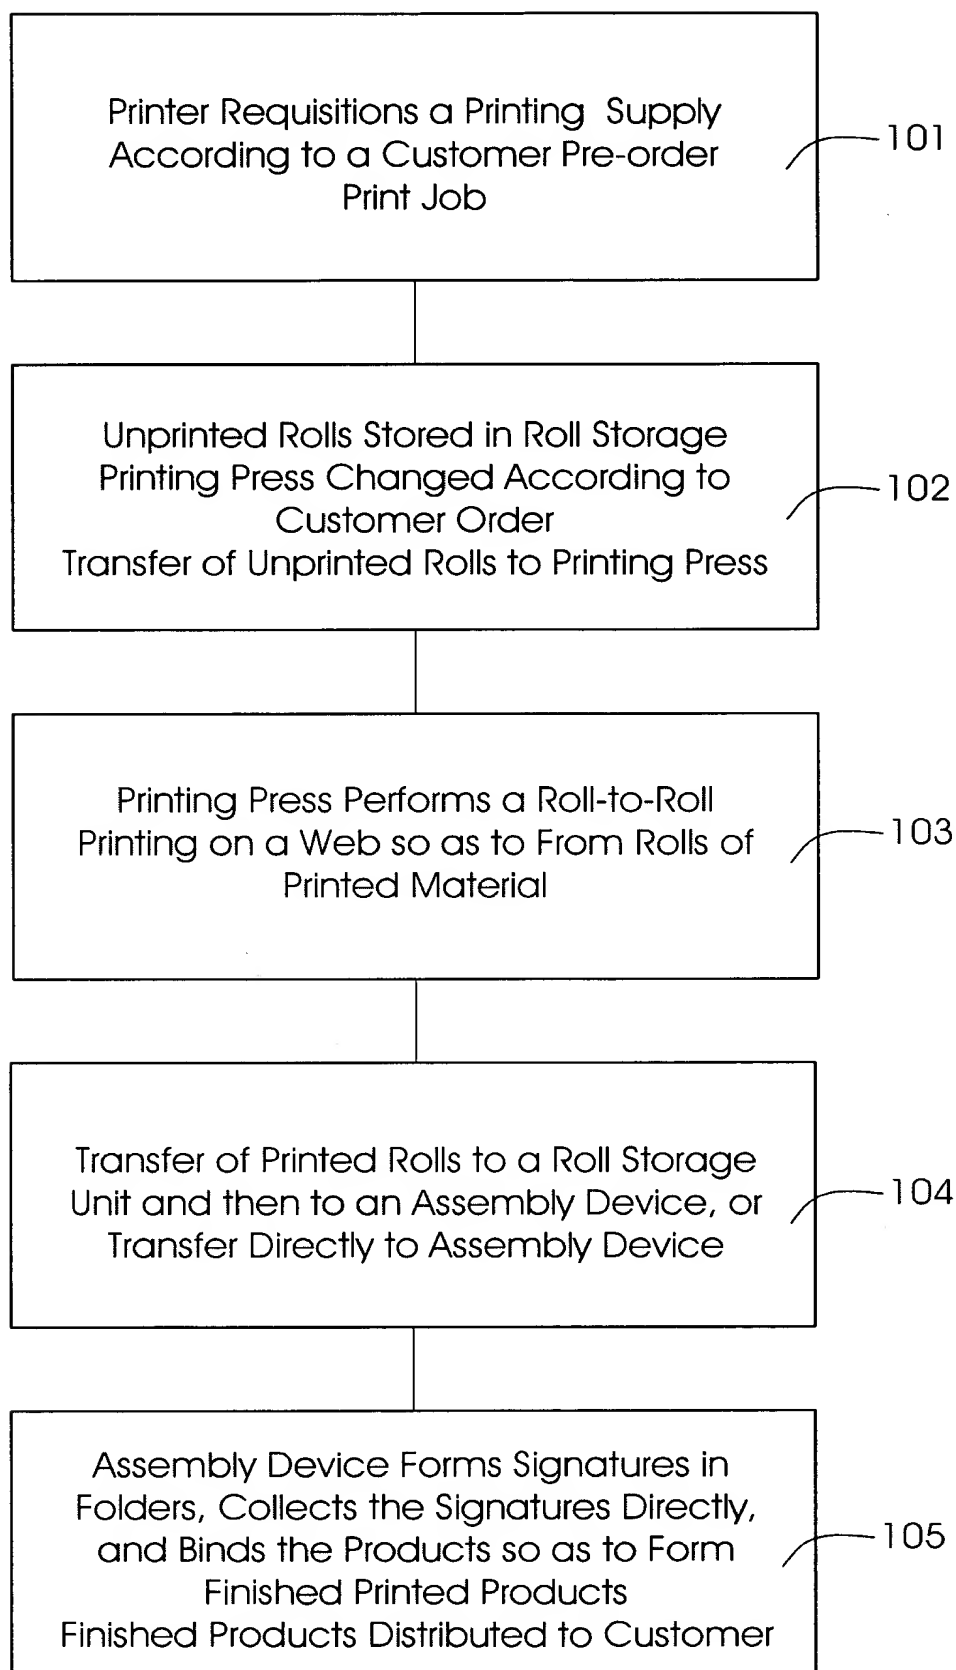 Printer Requisitions a Printing Supply
According to a Customer Pre-order
Print Job
101
Unprinted Rolls Stored in Roll Storage
Printing Press Changed According to
Customer Order
Transfer of Unprinted Rolls to Printing Press
102
Printing Press Performs a Roll-to-Roll
Printing on a Web so as to From Rolls of
Printed Material
103
Transfer of Printed Rolls to a Roll Storage
Unit and then to an Assembly Device, or
Transfer Directly to Assembly Device
104
Assembly Device Forms Signatures in
Folders, Collects the Signatures Directly,
and Binds the Products so as to Form
Finished Printed Products
Finished Products Distributed to Customer
105